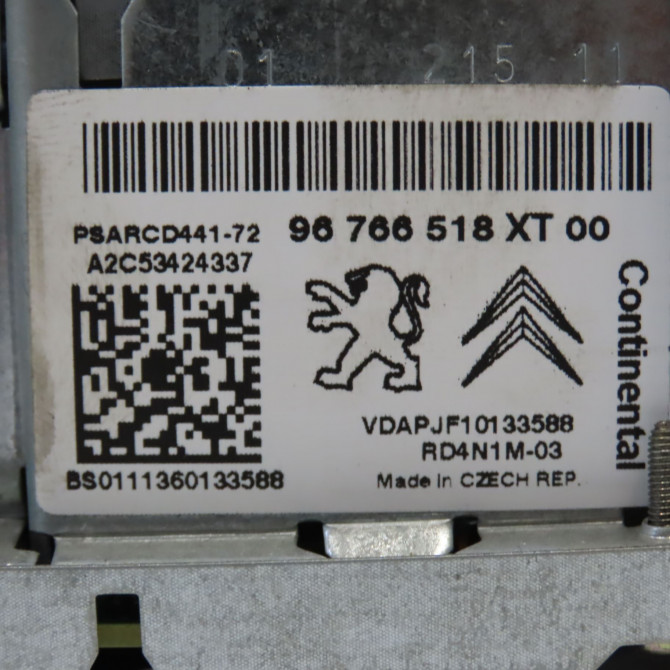 01 215 11
PSARCD441-72
A2C53424337
96 766 518 XT 00
Continental
VDAPJF10133588
RD4N1M-03
BS0111360133588
Made in CZECH REP.